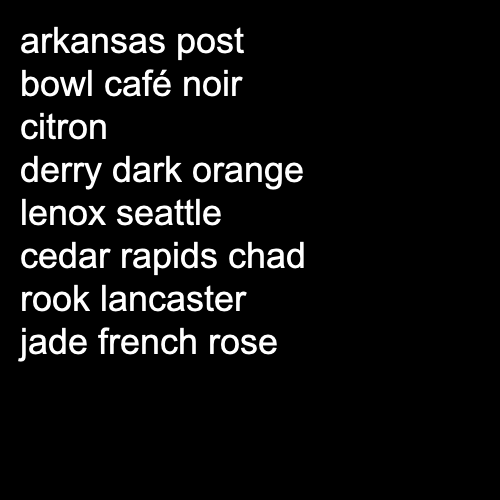 arkansas post
bowl café noir
citron
derry dark orange
lenox seattle
cedar rapids chad
rook lancaster
jade french rose